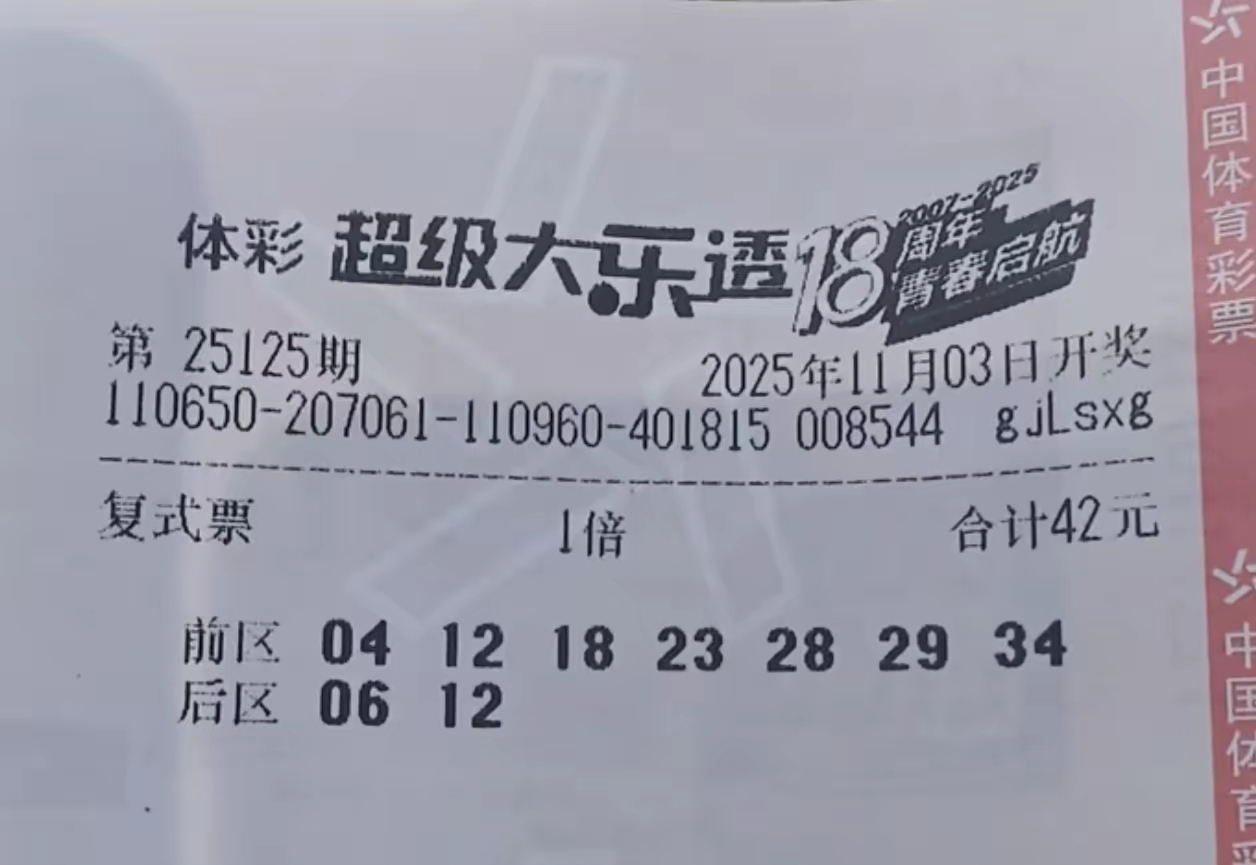 体彩 超级大乐透 18周年 2007-2025 青春启航
第 25125期 2025年11月03日开奖
110650-207061-110960-401815 008544 gjLsxg
复式票 1倍 合计42元
前区 04 12 18 23 28 29 34
后区 06 12
中国体育彩票
中国体育彩